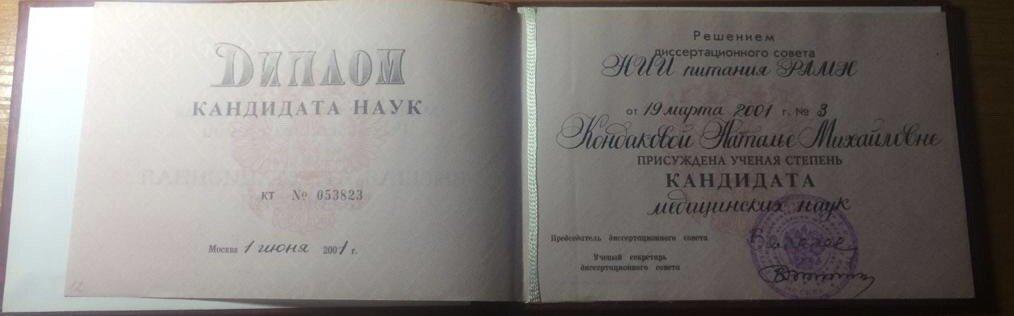 ДИПЛОМ
КАНДИДАТА НАУК
КТ № 053823
Москва 1 июня 2001 г.
Решением
диссертационного совета
НИИ питания РАМН
от 19 марта 2001 г. № 3
Кондаковой Наталье Михайловне
ПРИСУЖДЕНА УЧЕНАЯ СТЕПЕНЬ
КАНДИДАТА
медицинских наук
Председатель диссертационного совета
Ученый секретарь
диссертационного совета